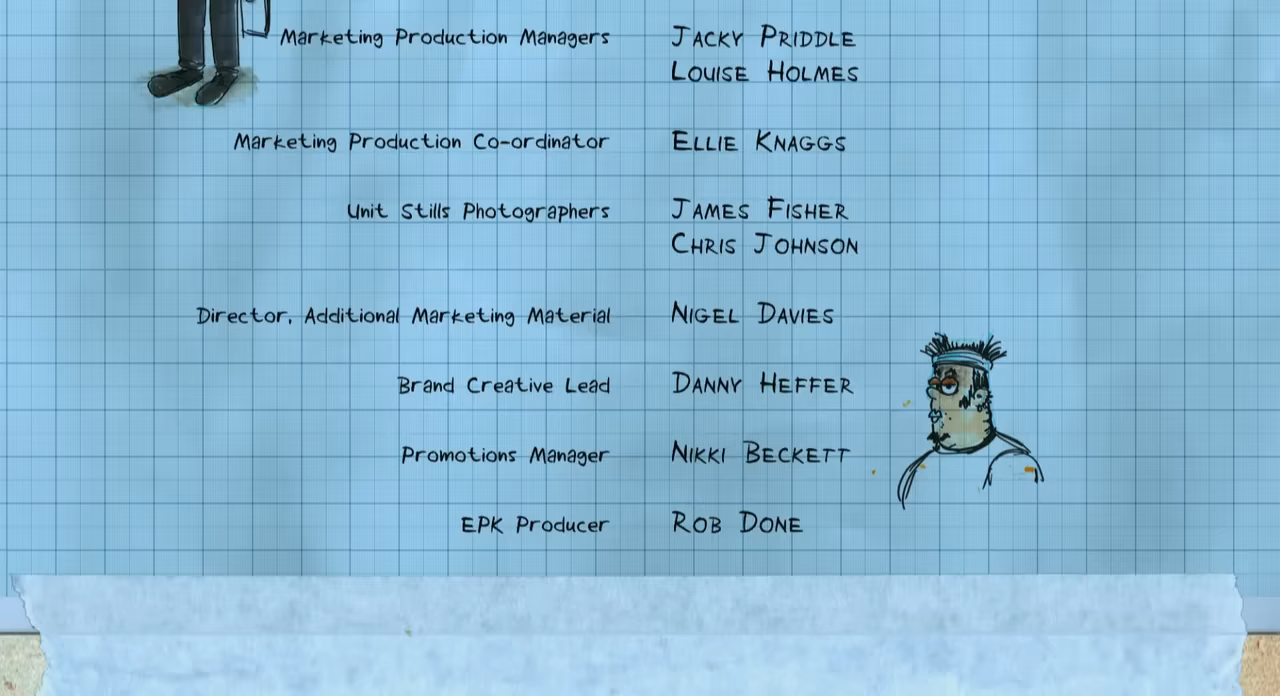 Marketing Production Managers JACKY PRIDDLE
LOUISE HOLMES
Marketing Production Co-ordinator ELLIE KNAGGS
Unit Stills Photographers JAMES FISHER
CHRIS JOHNSON
Director, Additional Marketing Material NIGEL DAVIES
Brand Creative Lead DANNY HEFFER
Promotions Manager NIKKI BECKETT
EPK Producer ROB DONE